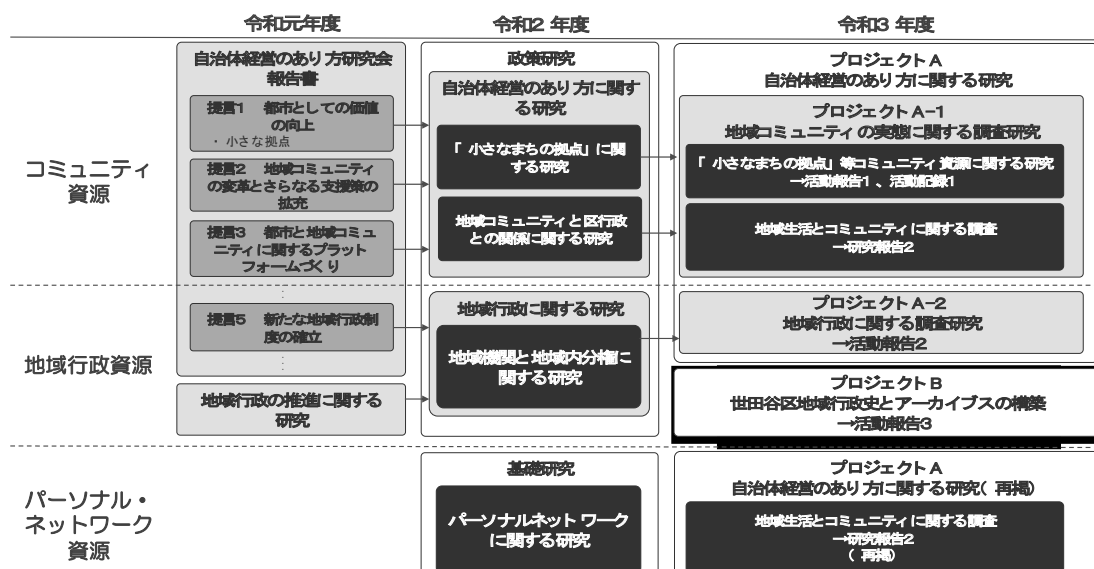 令和元年度
令和2 年度
令和3 年度
コミュニティ
資源
自治体経営のあり方研究会
報告書
提言1 都市としての価値
の向上
・ 小さな拠点
提言2 地域コミュニティ
の変革とさらなる支援策の
拡充
提言3 都市と地域コミュ
ニティに関するプラット
フォームづくり
政策研究
自治体経営のあり方に関す
る研究
「 小さなまちの拠点」に関
する研究
地域コミュニティと区行政
との関係に関する研究
プロジェクト A
自治体経営のあり方に関する研究
プロジェクト A-1
地域コミュニティの実態に関する調査研究
「 小さなまちの拠点」等コミュニティ資源に関する研究
→活動報告1 、活動記録1
地域生活とコミュニティに関する調査
→研究報告2
地域行政資源
⋮
提言5 新たな地域行政制
度の確立
⋮
地域行政の推進に関する
研究
地域行政に関する研究
地域機関と地域内分権に
関する研究
プロジェクト A-2
地域行政に関する調査研究
→活動報告2
プロジェクト B
世田谷区地域行政史とアーカイブスの構築
→活動報告3
パーソナル・
ネットワーク
資源
基礎研究
パーソナルネットワーク
に関する研究
プロジェクト A
自治体経営のあり方に関する研究( 再掲)
地域生活とコミュニティに関する調査
→研究報告2
( 再掲)